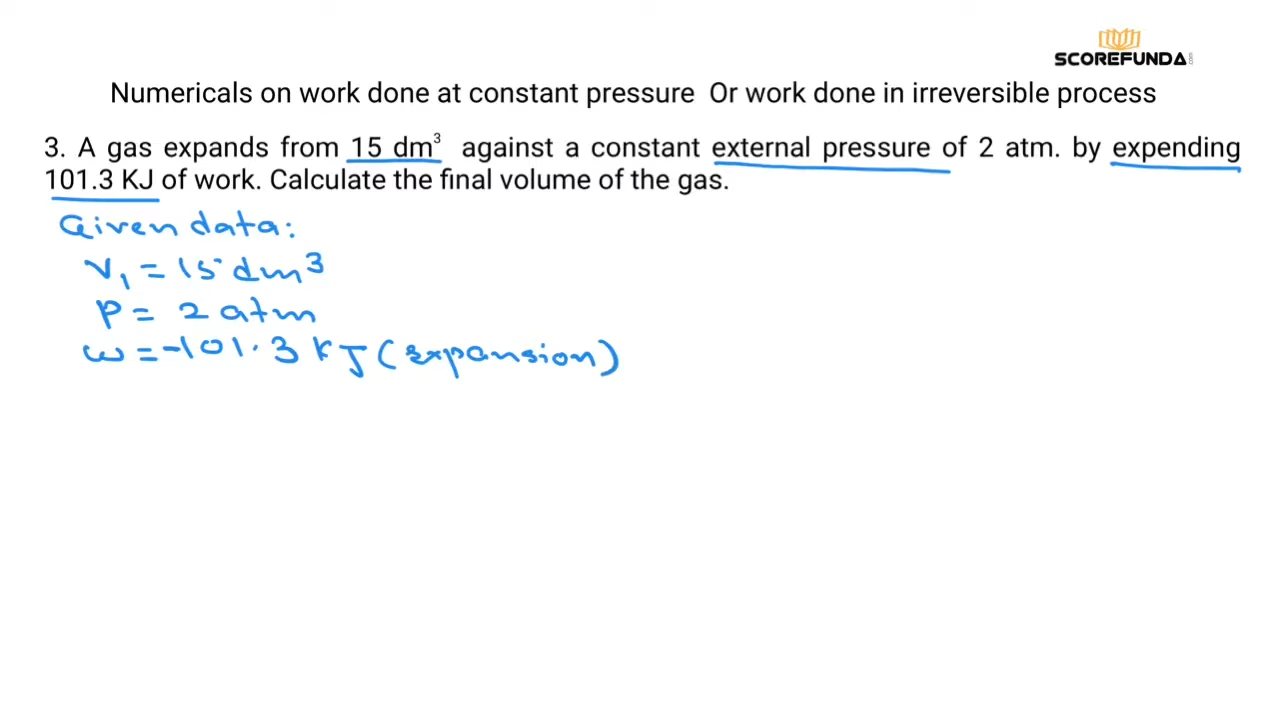 SCOREFUNDA.com
Numericals on work done at constant pressure Or work done in irreversible process
3. A gas expands from 15 dm³ against a constant external pressure of 2 atm. by expending
101.3 KJ of work. Calculate the final volume of the gas.
Given data:
V₁ = 15 dm³
P = 2 atm
w = -101.3 kJ (expansion)